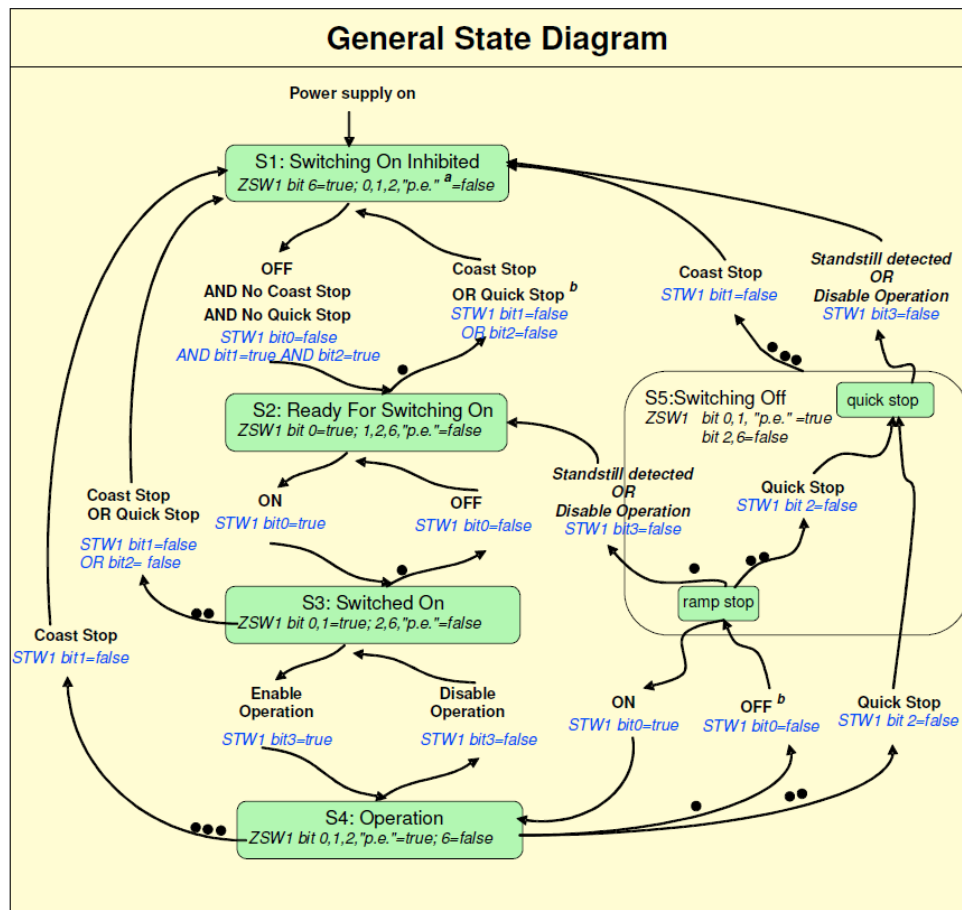 General State Diagram
Power supply on
S1: Switching On Inhibited
ZSW1 bit 6=true; 0,1,2,"p.e." a =false
OFF
AND No Coast Stop
AND No Quick Stop
STW1 bit0=false
AND bit1=true AND bit2=true
Coast Stop
OR Quick Stop b
STW1 bit1=false
OR bit2=false
Coast Stop
STW1 bit1=false
Standstill detected
OR
Disable Operation
STW1 bit3=false
S2: Ready For Switching On
ZSW1 bit 0=true; 1,2,6,"p.e."=false
S5:Switching Off
ZSW1 bit 0,1, "p.e." =true
bit 2,6=false
quick stop
Coast Stop
OR Quick Stop
STW1 bit1=false
OR bit2= false
ON
STW1 bit0=true
OFF
STW1 bit0=false
Standstill detected
OR
Disable Operation
STW1 bit3=false
Quick Stop
STW1 bit 2=false
ramp stop
S3: Switched On
ZSW1 bit 0,1=true; 2,6,"p.e."=false
Coast Stop
STW1 bit1=false
Enable
Operation
STW1 bit3=true
Disable
Operation
STW1 bit3=false
ON
STW1 bit0=true
OFF b
STW1 bit0=false
Quick Stop
STW1 bit 2=false
S4: Operation
ZSW1 bit 0,1,2,"p.e."=true; 6=false